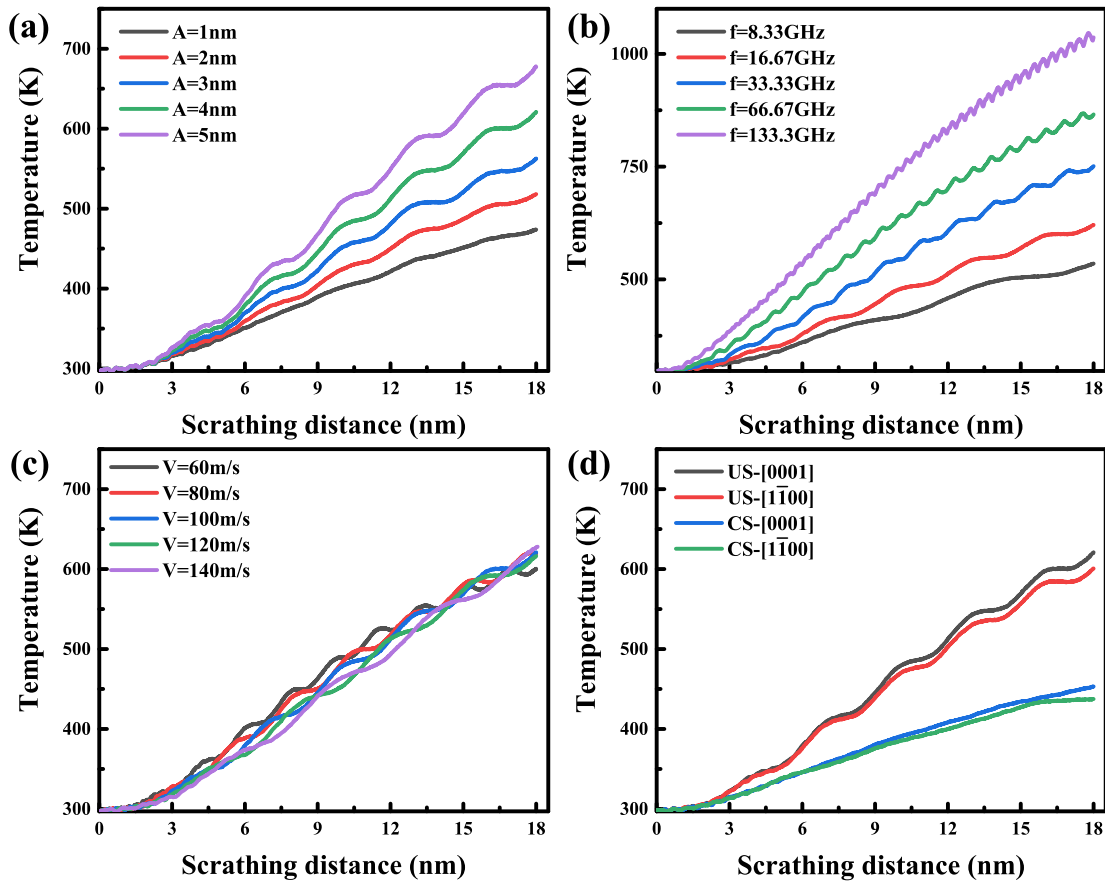 (a)
A=1nm
A=2nm
A=3nm
A=4nm
A=5nm
Temperature (K)
700
600
500
400
300
0 3 6 9 12 15 18
Scrathing distance (nm)
(b)
f=8.33GHz
f=16.67GHz
f=33.33GHz
f=66.67GHz
f=133.3GHz
Temperature (K)
1000
750
500
0 3 6 9 12 15 18
Scrathing distance (nm)
(c)
V=60m/s
V=80m/s
V=100m/s
V=120m/s
V=140m/s
Temperature (K)
700
600
500
400
300
0 3 6 9 12 15 18
Scrathing distance (nm)
(d)
US-[0001]
US-[11̅00]
CS-[0001]
CS-[11̅00]
Temperature (K)
700
600
500
400
300
0 3 6 9 12 15 18
Scrathing distance (nm)